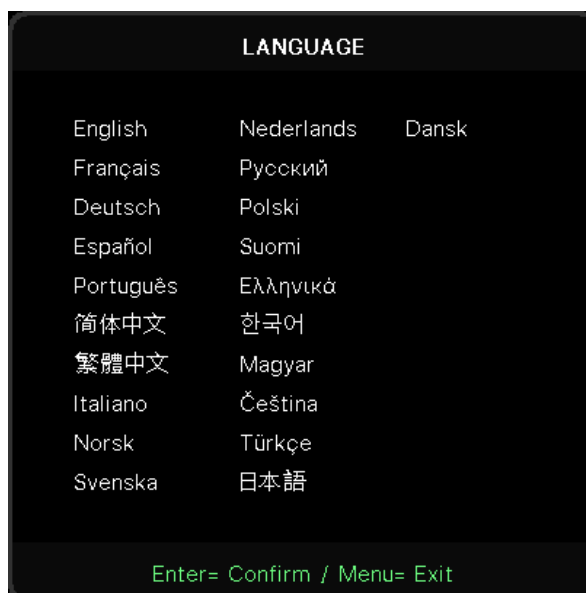 LANGUAGE
English Nederlands Dansk
Français Русский
Deutsch Polski
Español Suomi
Português Ελληνικά
简体中文 한국어
繁體中文 Magyar
Italiano Čeština
Norsk Türkçe
Svenska 日本語
Enter= Confirm / Menu= Exit